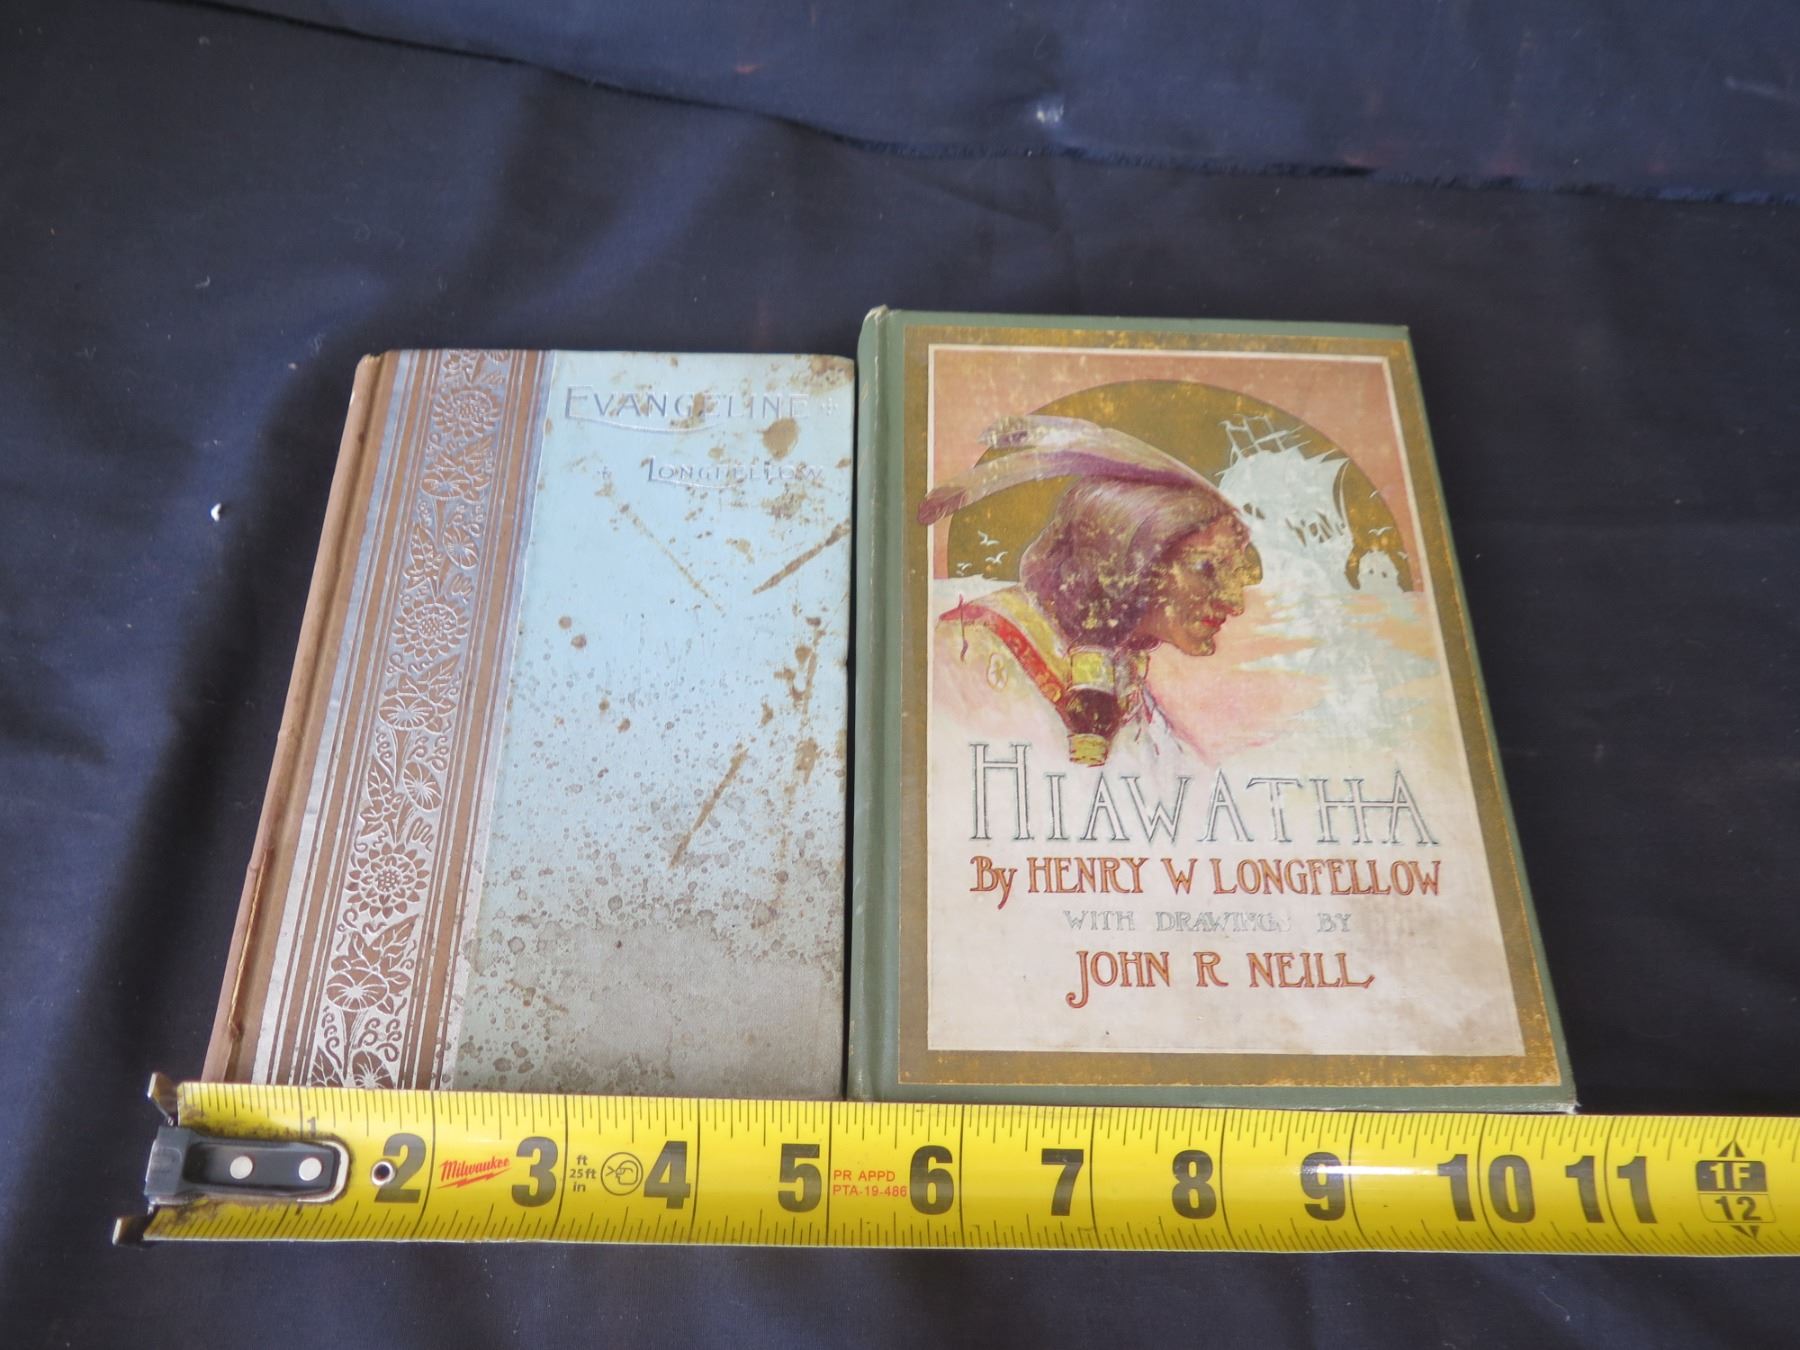 EVANGELINE
LONGFELLOW
HIAWATHA
By HENRY W LONGFELLOW
WITH DRAWINGS BY
JOHN R NEILL
1 2 Milwaukee 3 ft 25ft in 4 5 PR APPD PTA-19-486 6 7 8 9 10 11 1F 12